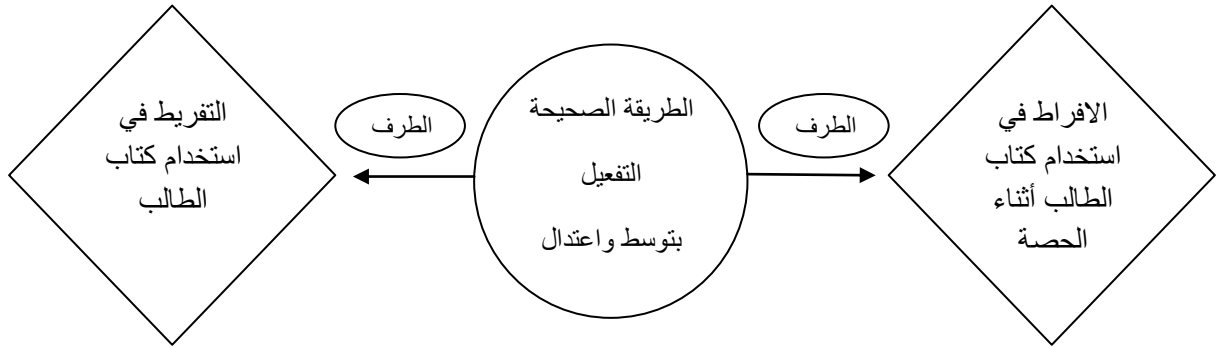 الافراط في
استخدام كتاب
الطالب أثناء
الحصة
الطرف
الطريقة الصحيحة
التفعيل
بتوسط واعتدال
الطرف
التفريط في
استخدام كتاب
الطالب